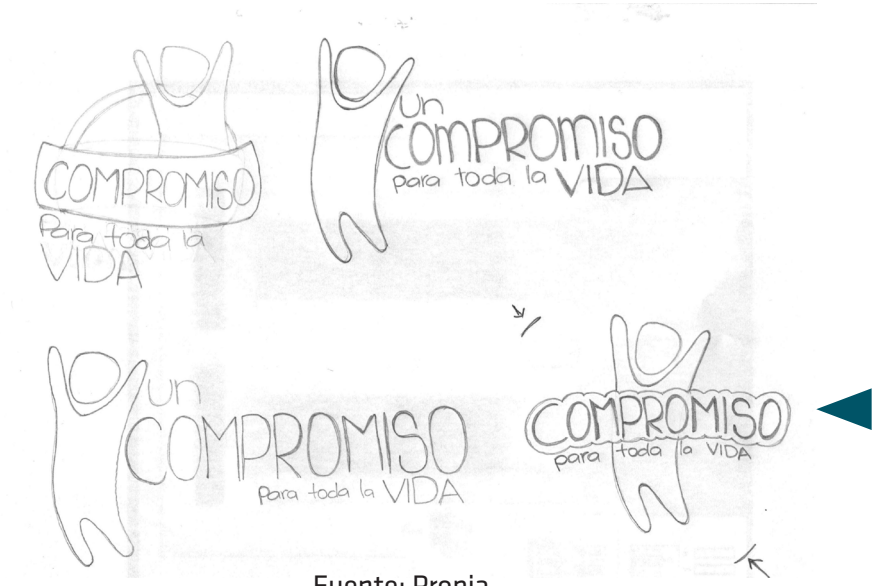 COMPROMISO
Para toda la
VIDA
un
COMPROMISO
para toda la VIDA
un
COMPROMISO
para toda la VIDA
COMPROMISO
para toda la VIDA
Fuente: Propia